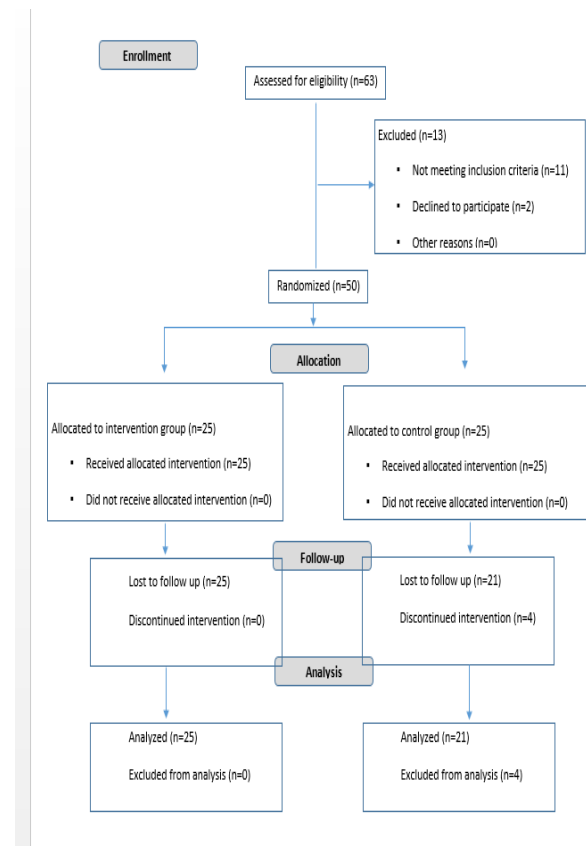 Enrollment
Assessed for eligibility (n=63)
Excluded (n=13)
▪ Not meeting inclusion criteria (n=11)
▪ Declined to participate (n=2)
▪ Other reasons (n=0)
Randomized (n=50)
Allocation
Allocated to intervention group (n=25)
▪ Received allocated intervention (n=25)
▪ Did not receive allocated intervention (n=0)
Allocated to control group (n=25)
▪ Received allocated intervention (n=25)
▪ Did not receive allocated intervention (n=0)
Follow-up
Lost to follow up (n=25)
Discontinued intervention (n=0)
Lost to follow up (n=21)
Discontinued intervention (n=4)
Analysis
Analyzed (n=25)
Excluded from analysis (n=0)
Analyzed (n=21)
Excluded from analysis (n=4)